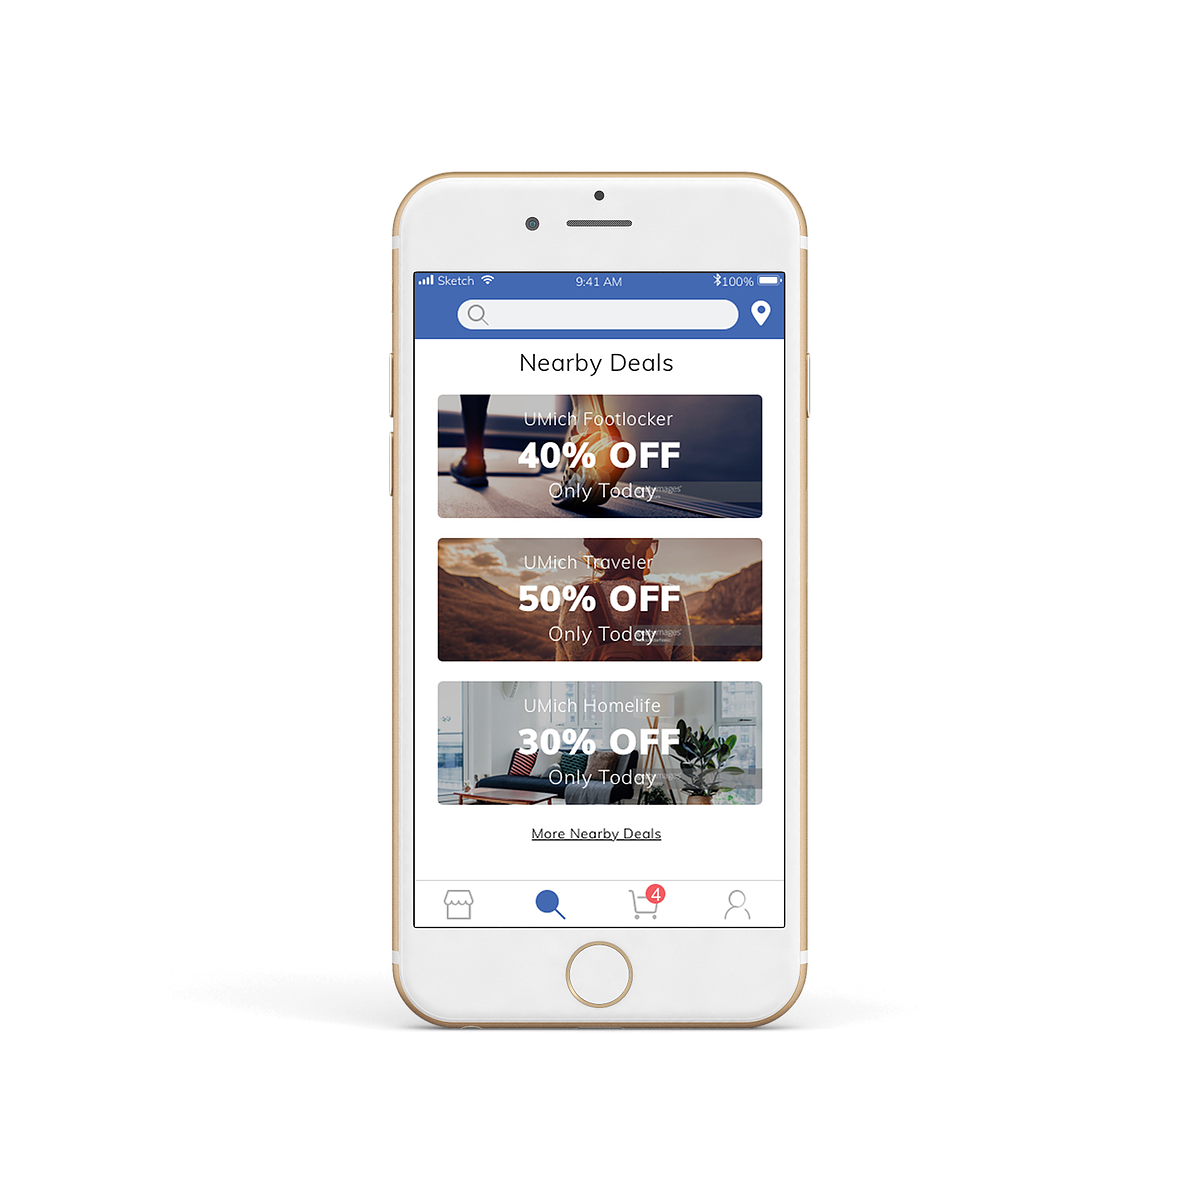 Sketch 9:41 AM 100%
Nearby Deals
UMich Footlocker
40% OFF
Only Today
UMich Traveler
50% OFF
Only Today
UMich Homelife
30% OFF
Only Today
More Nearby Deals
4